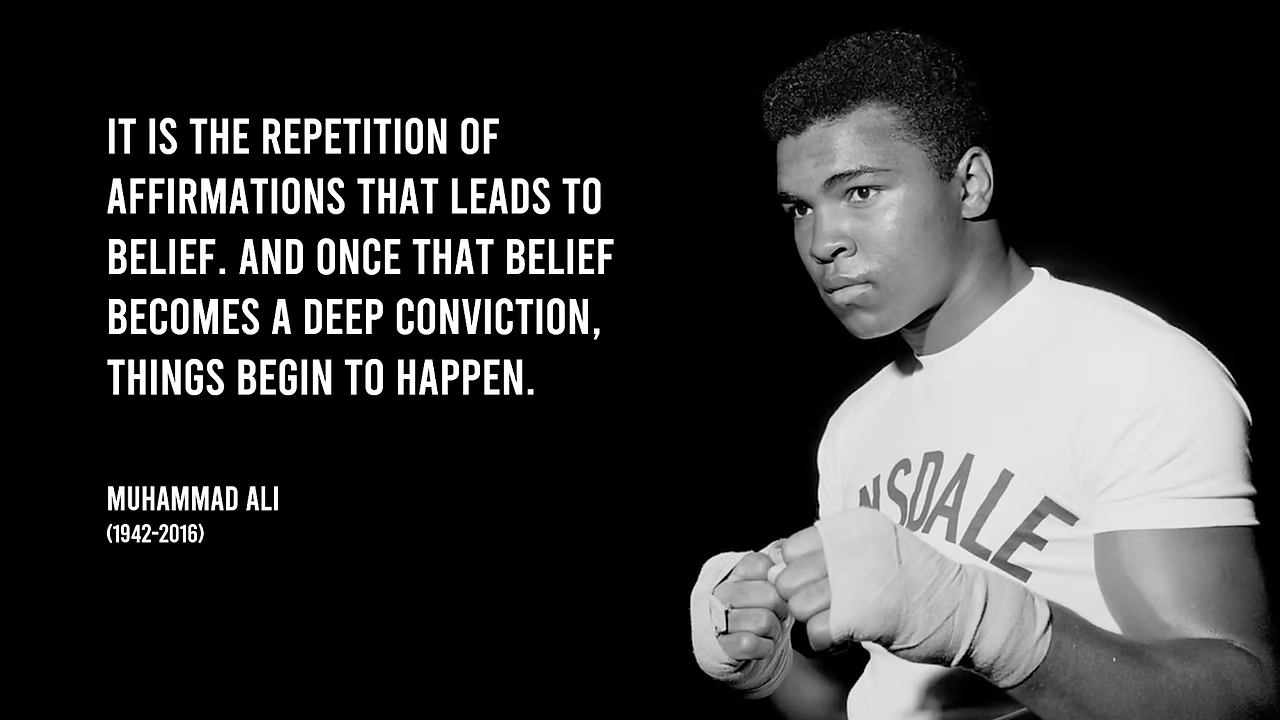 IT IS THE REPETITION OF
AFFIRMATIONS THAT LEADS TO
BELIEF. AND ONCE THAT BELIEF
BECOMES A DEEP CONVICTION,
THINGS BEGIN TO HAPPEN.
MUHAMMAD ALI
(1942-2016)
NSDALE